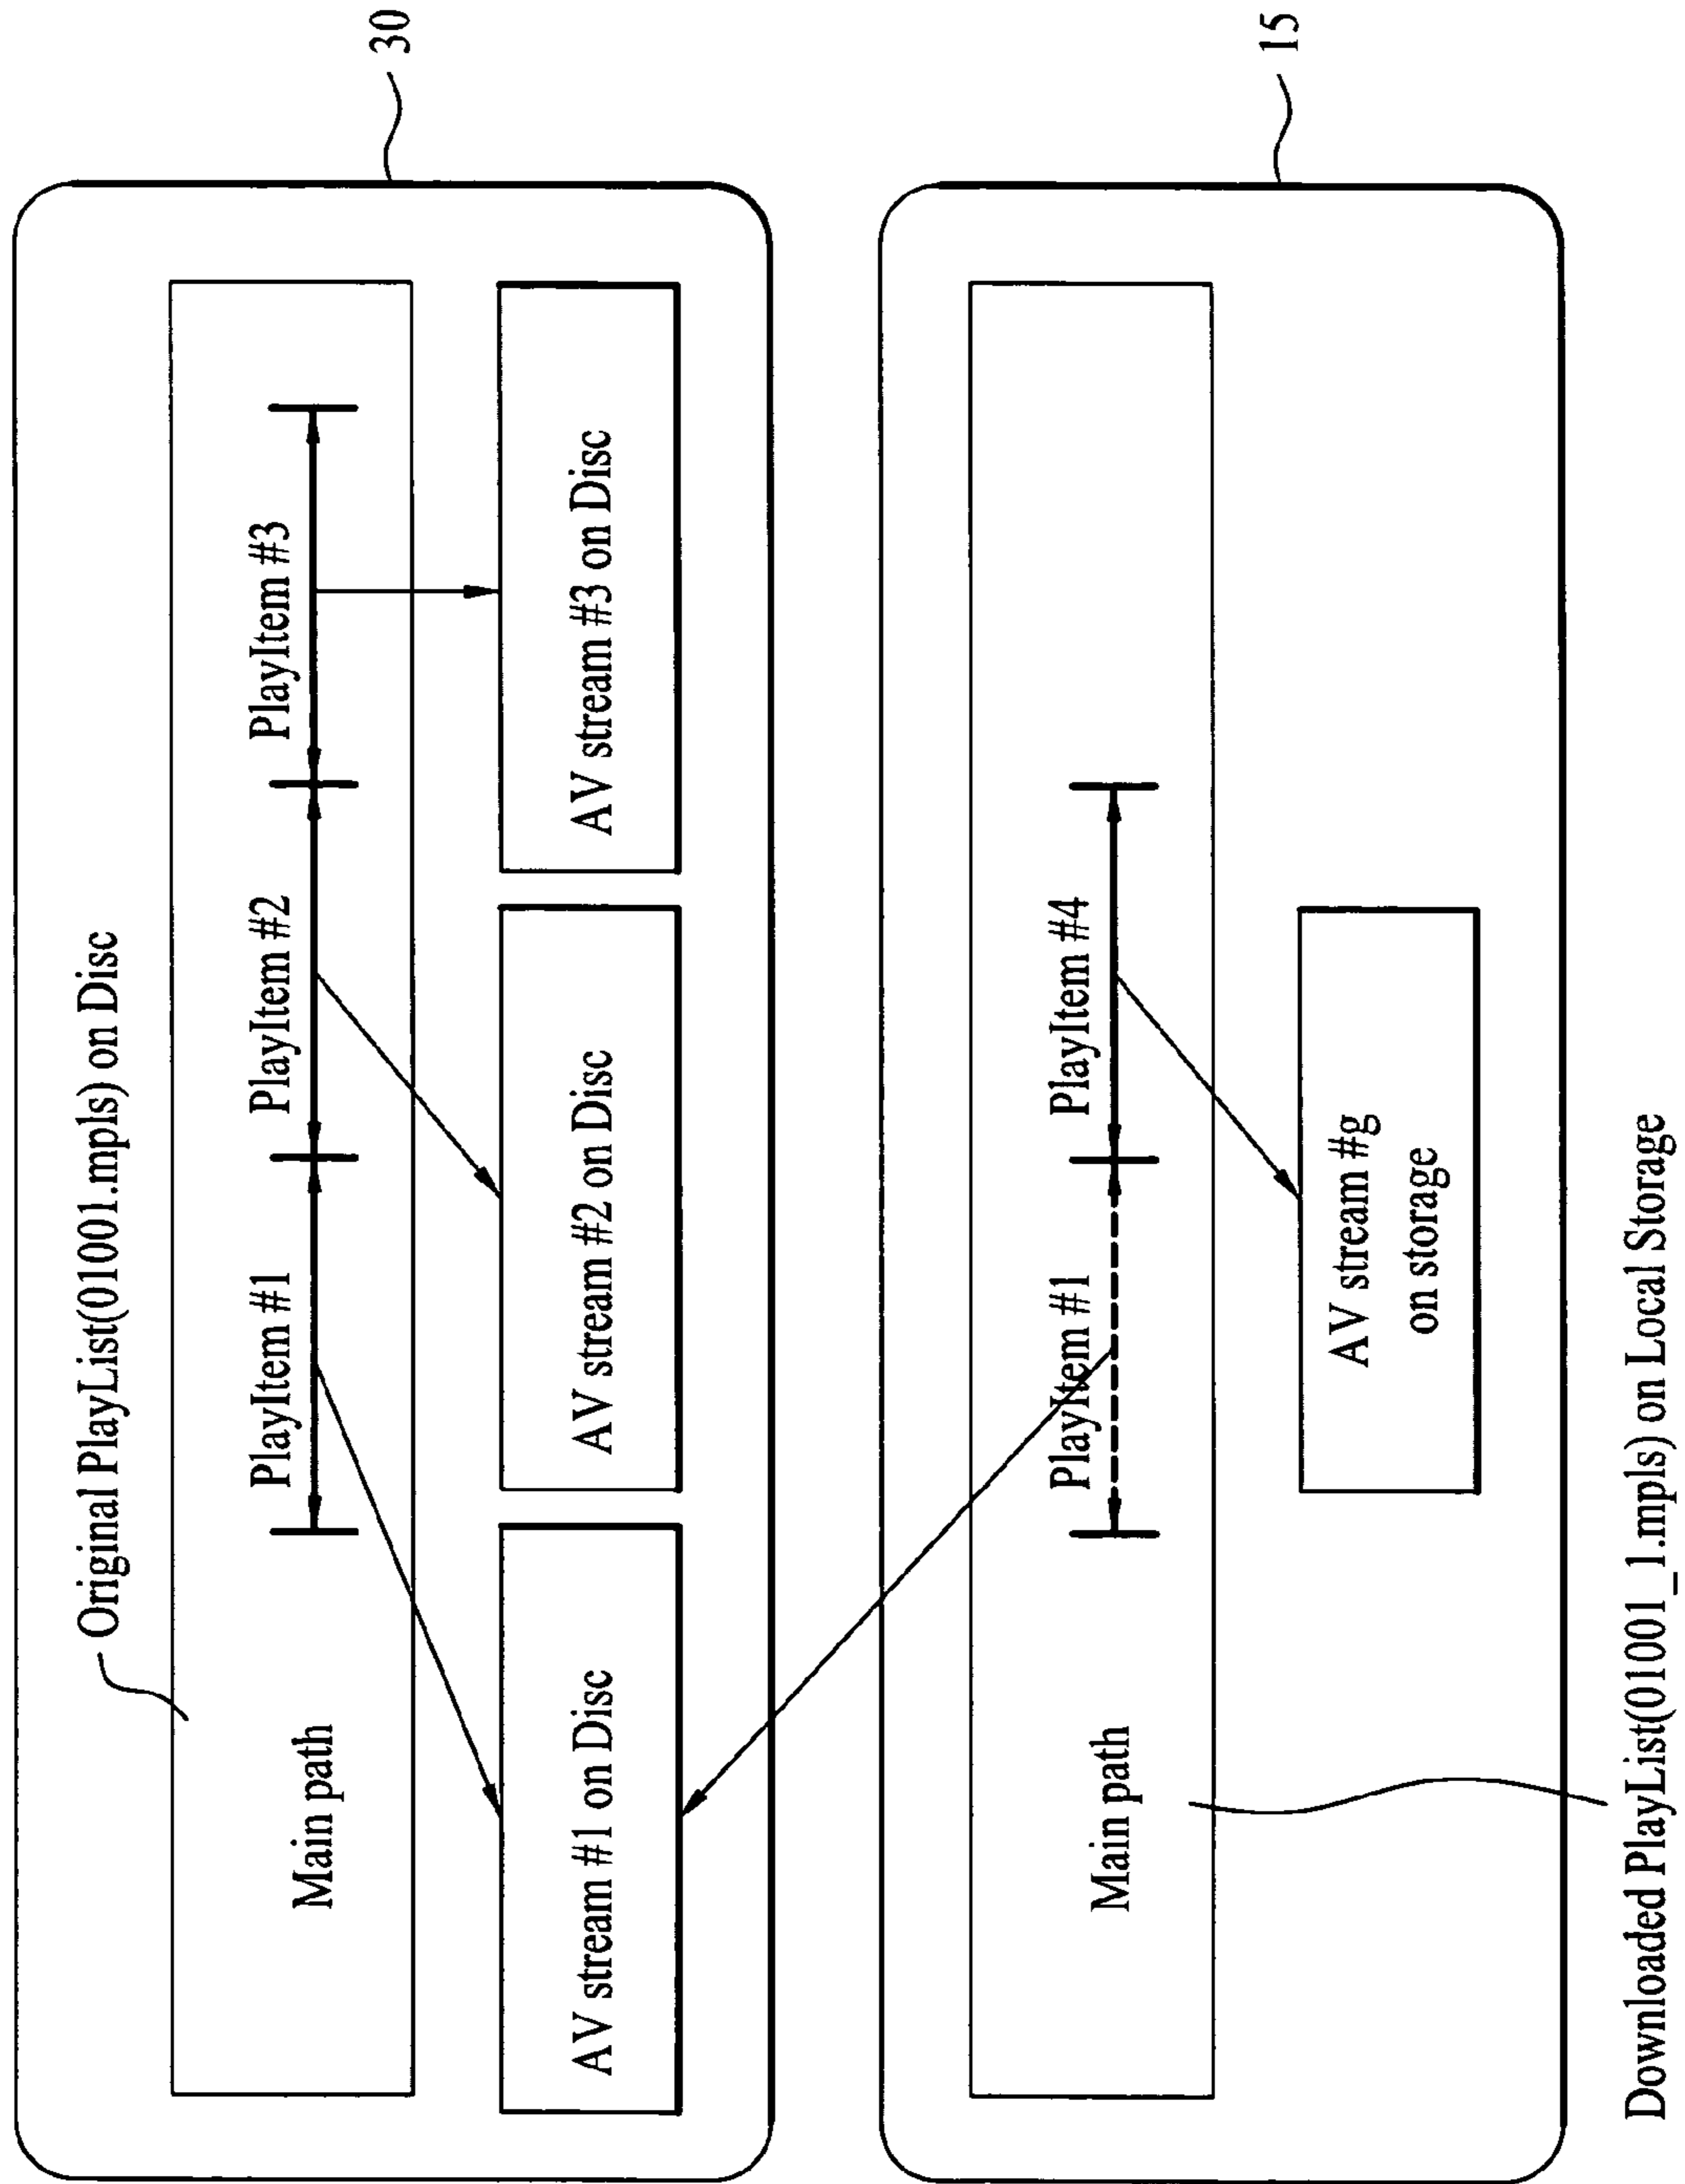 Original PlayList(01001.mpls) on Disc
30
PlayItem #1
PlayItem #2
PlayItem #3
Main path
AV stream #1 on Disc
AV stream #2 on Disc
AV stream #3 on Disc
15
PlayItem #1
PlayItem #4
Main path
AV stream #g
on storage
Downloaded PlayList(01001_1.mpls) on Local Storage